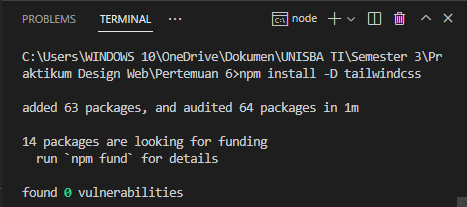 PROBLEMS TERMINAL ... node
C:\Users\WINDOWS 10\OneDrive\Dokumen\UNISBA TI\Semester 3\Pr
aktikum Design Web\Pertemuan 6>npm install -D tailwindcss
added 63 packages, and audited 64 packages in 1m
14 packages are looking for funding
run `npm fund` for details
found 0 vulnerabilities